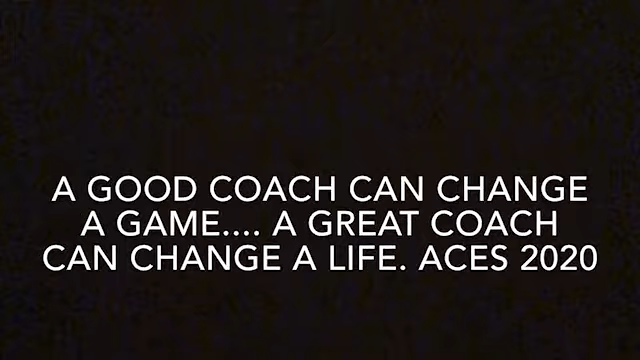 A GOOD COACH CAN CHANGE
A GAME.... A GREAT COACH
CAN CHANGE A LIFE. ACES 2020